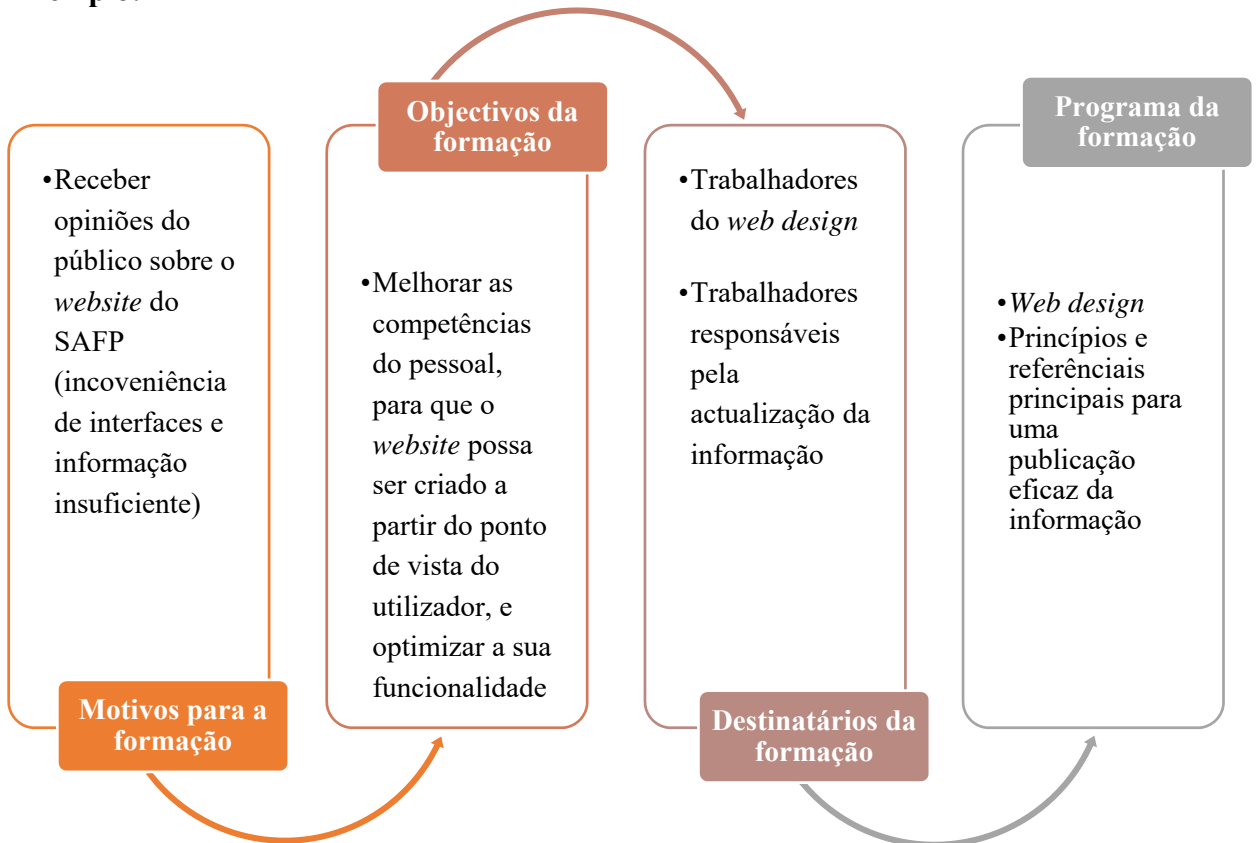 •Receber
opiniões do
público sobre o
website do
SAFP
(incoveniência
de interfaces e
informação
insuficiente)
Motivos para a
formação
Objectivos da
formação
•Melhorar as
competências
do pessoal,
para que o
website possa
ser criado a
partir do ponto
de vista do
utilizador, e
optimizar a sua
funcionalidade
•Trabalhadores
do web design
•Trabalhadores
responsáveis
pela
actualização da
informação
Destinatários da
formação
Programa da
formação
•Web design
•Princípios e
referênciais
principais para
uma
publicação
eficaz da
informação